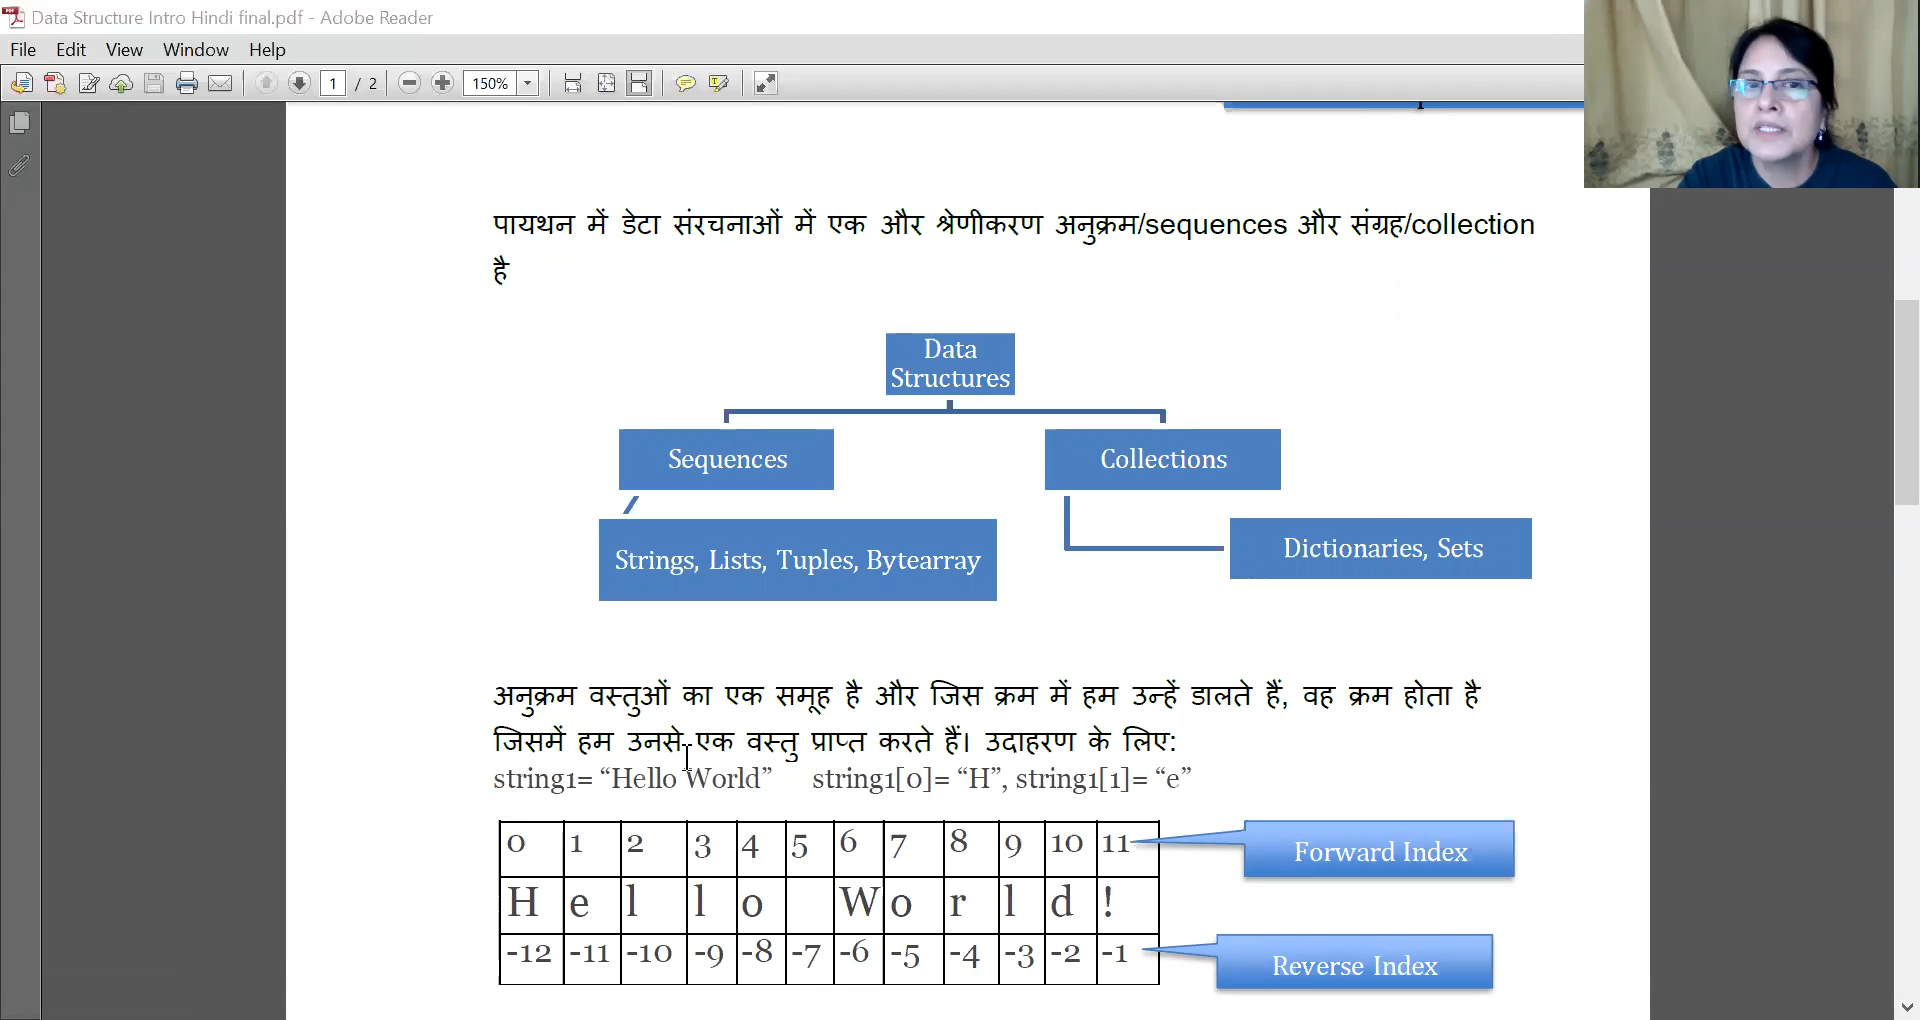 Data Structure Intro Hindi final.pdf - Adobe Reader
File Edit View Window Help
1 / 2 150%
पायथन में डेटा संरचनाओं में एक और श्रेणीकरण अनुक्रम/sequences और संग्रह/collection
है
Data
Structures
Sequences Collections
Strings, Lists, Tuples, Bytearray Dictionaries, Sets
अनुक्रम वस्तुओं का एक समूह है और जिस क्रम में हम उन्हें डालते हैं, वह क्रम होता है
जिसमें हम उनसे एक वस्तु प्राप्त करते हैं। उदाहरण के लिए:
string1= “Hello World” string1[0]= “H”, string1[1]= “e”
0 1 2 3 4 5 6 7 8 9 10 11 Forward Index
H e l l o W o r l d !
-12 -11 -10 -9 -8 -7 -6 -5 -4 -3 -2 -1 Reverse Index